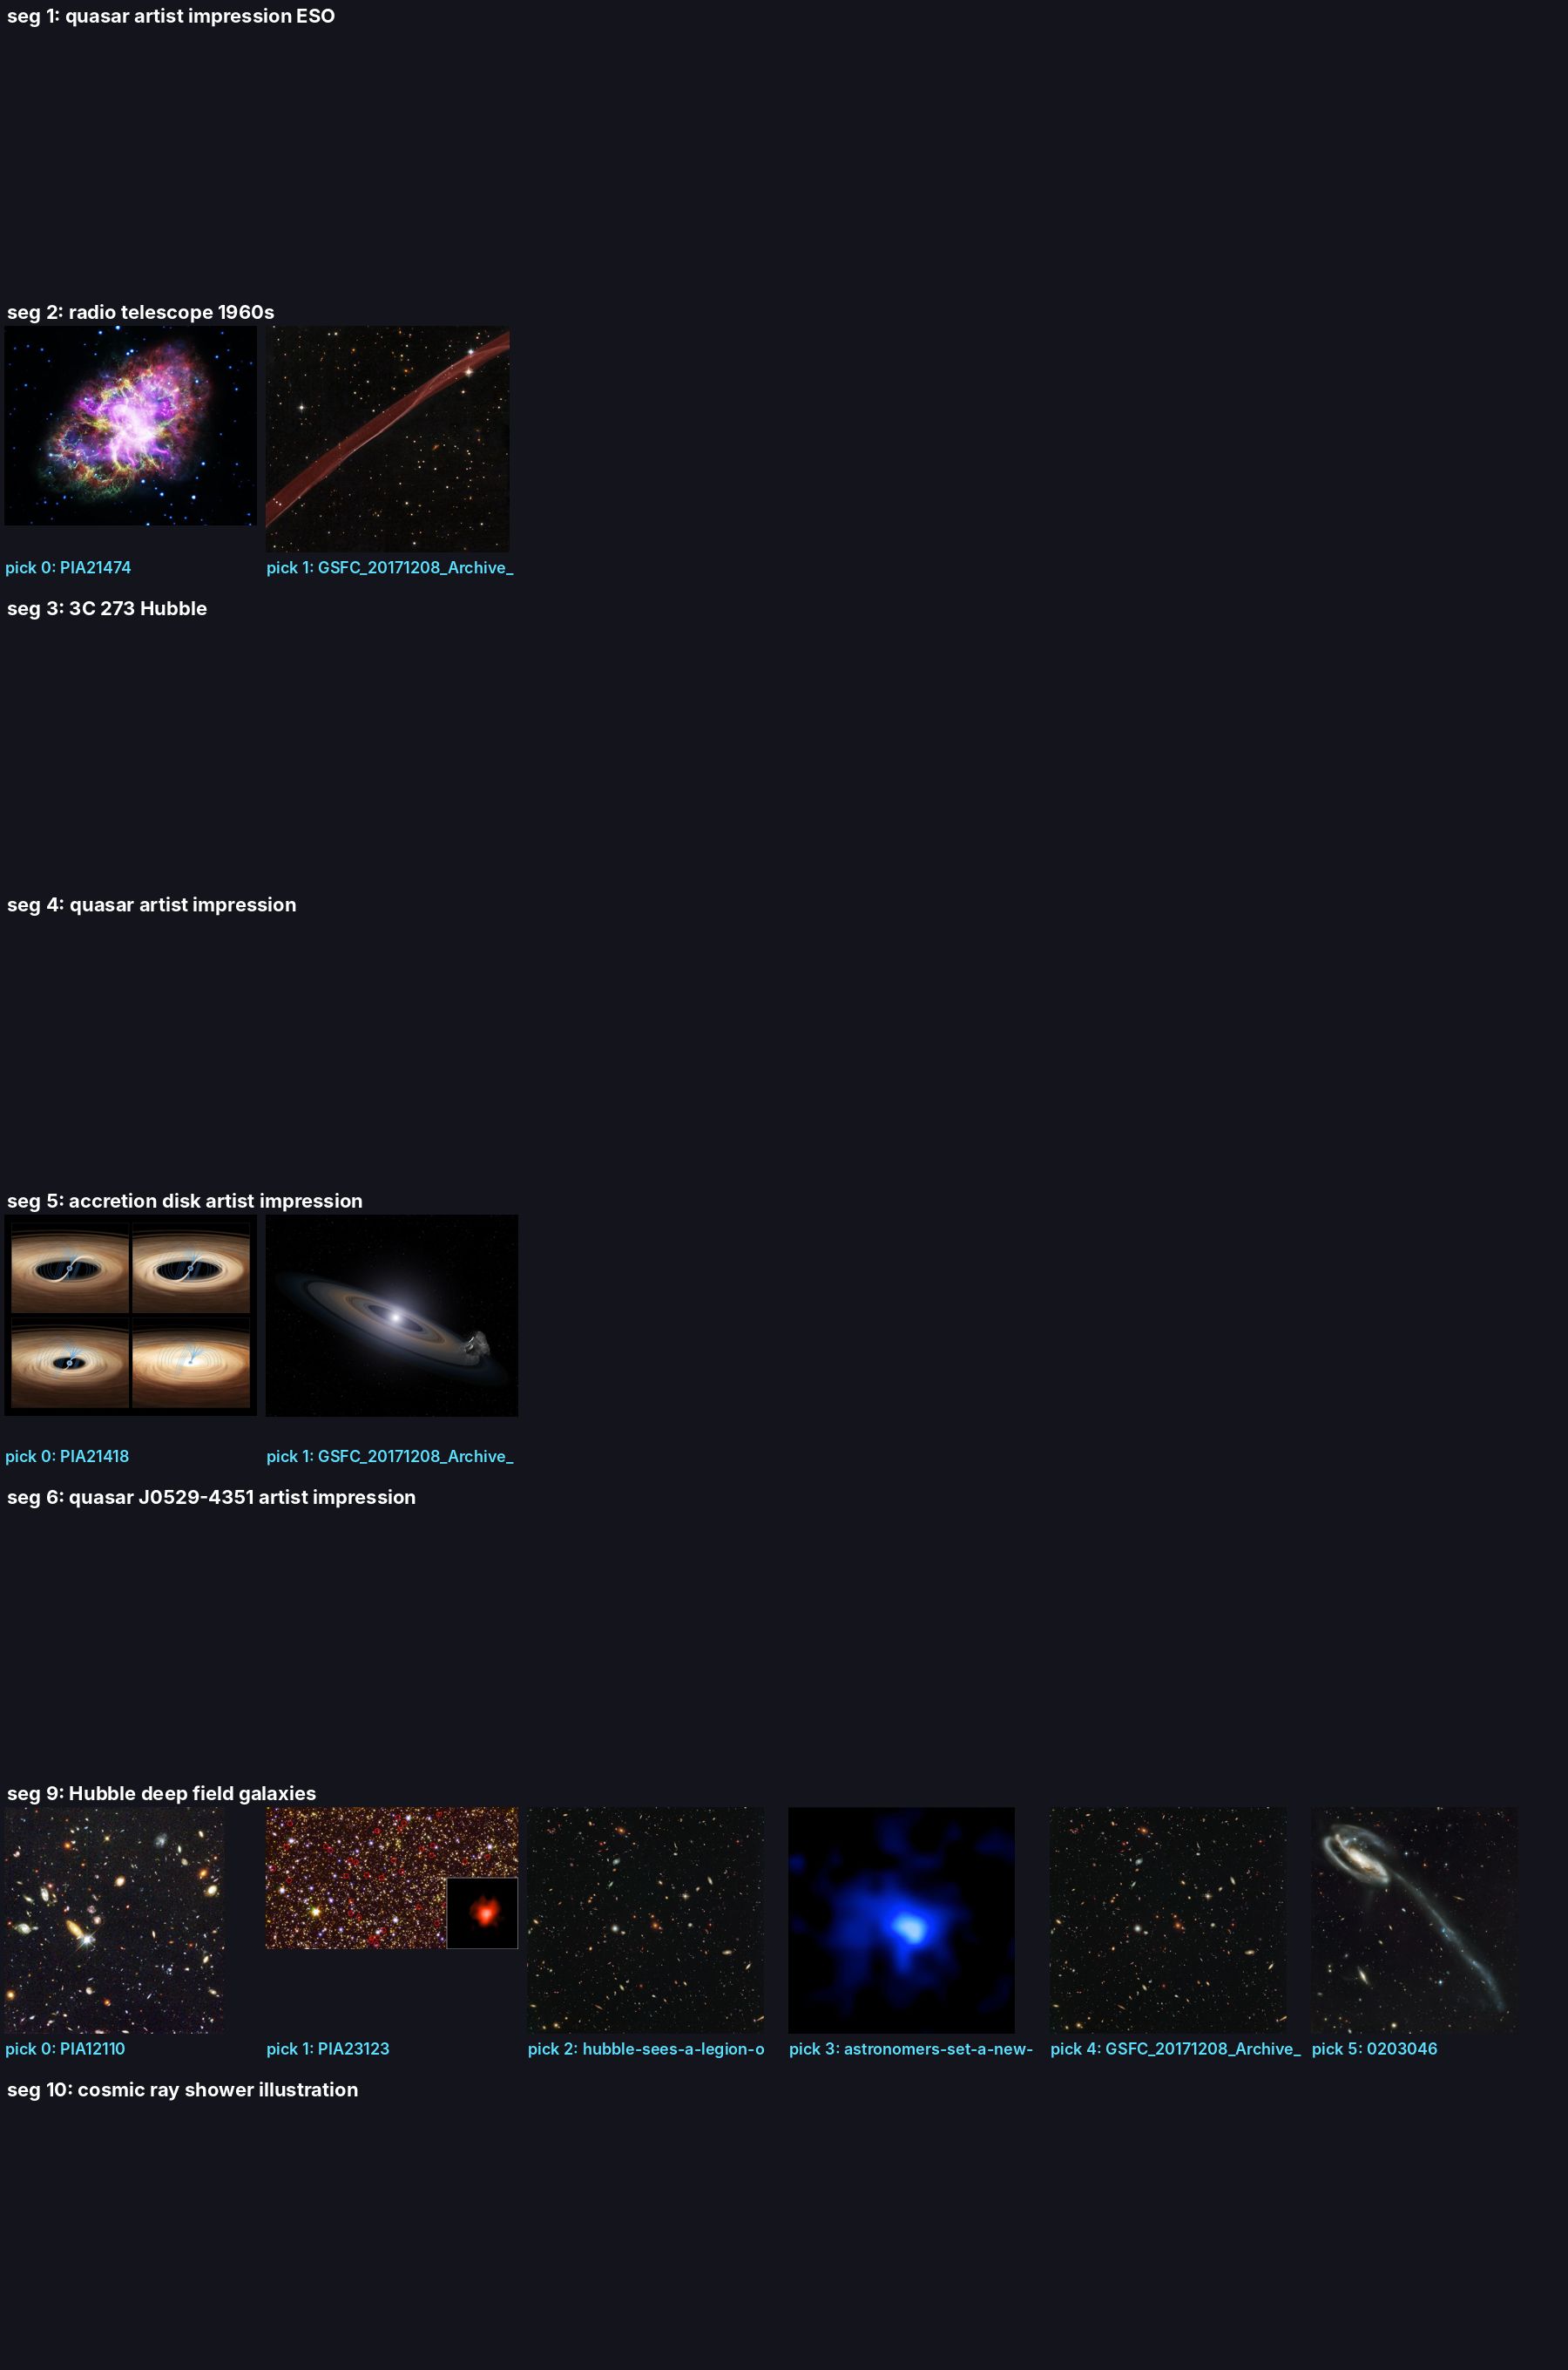 seg 1: quasar artist impression ESO
seg 2: radio telescope 1960s
pick 0: PIA21474
pick 1: GSFC_20171208_Archive_
seg 3: 3C 273 Hubble
seg 4: quasar artist impression
seg 5: accretion disk artist impression
pick 0: PIA21418
pick 1: GSFC_20171208_Archive_
seg 6: quasar J0529-4351 artist impression
seg 9: Hubble deep field galaxies
pick 0: PIA12110
pick 1: PIA23123
pick 2: hubble-sees-a-legion-o
pick 3: astronomers-set-a-new-
pick 4: GSFC_20171208_Archive_
pick 5: 0203046
seg 10: cosmic ray shower illustration